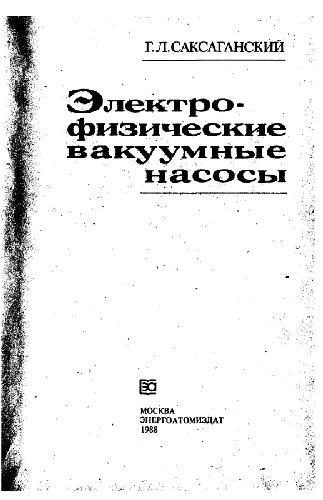 Г. Л. САКСАГАНСКИЙ
Электро-
физические
вакуумные
насосы
МОСКВА
ЭНЕРГОАТОМИЗДАТ
1988